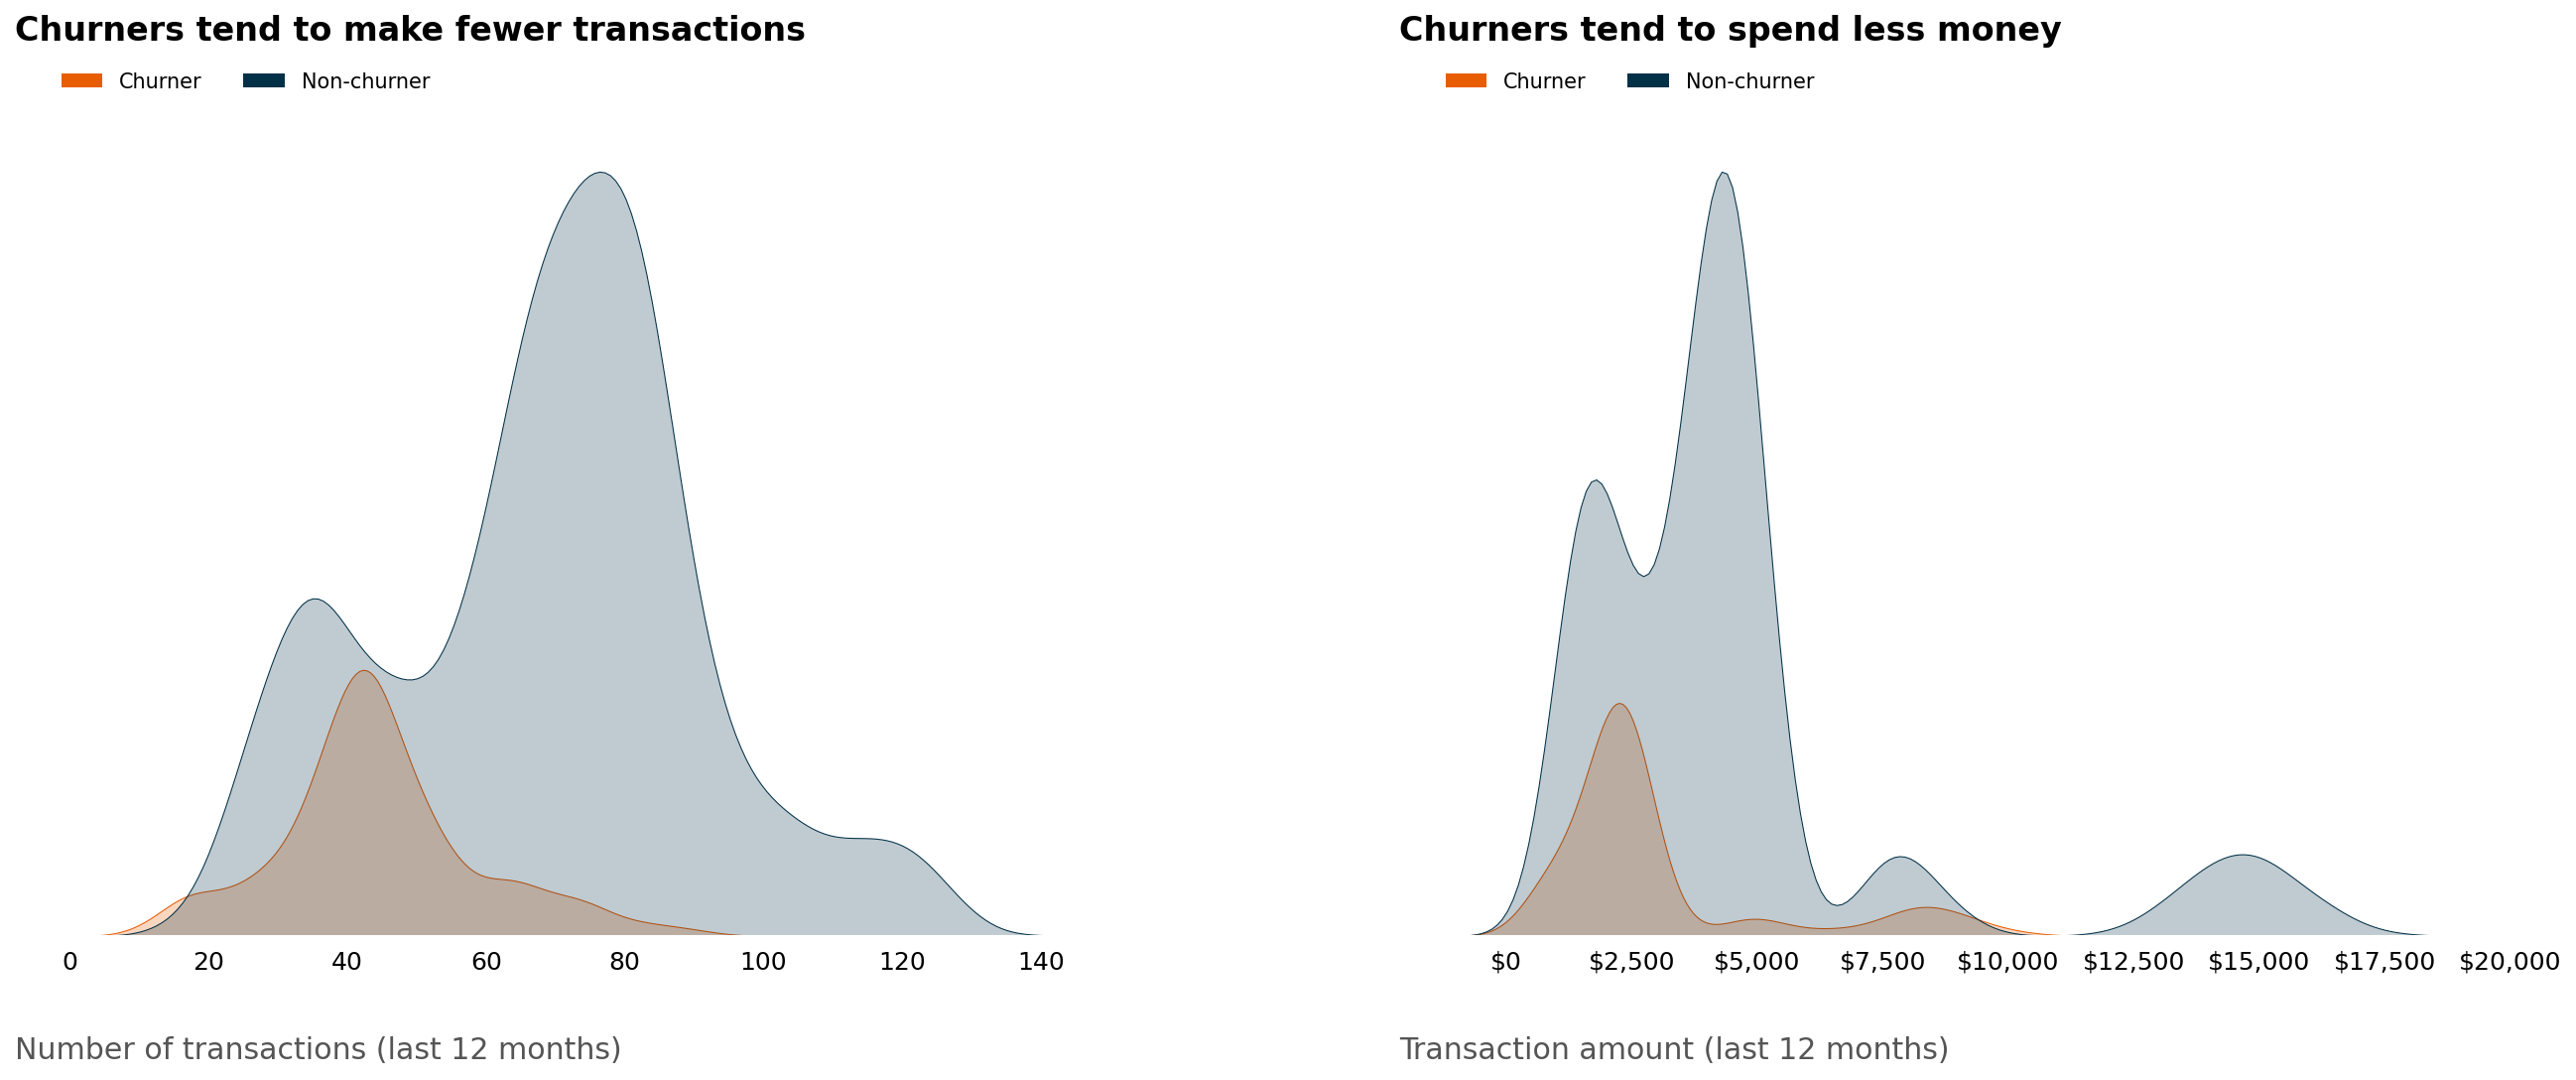 Churners tend to make fewer transactions
Churner Non-churner
0 20 40 60 80 100 120 140
Number of transactions (last 12 months)
Churners tend to spend less money
Churner Non-churner
$0 $2,500 $5,000 $7,500 $10,000 $12,500 $15,000 $17,500 $20,000
Transaction amount (last 12 months)